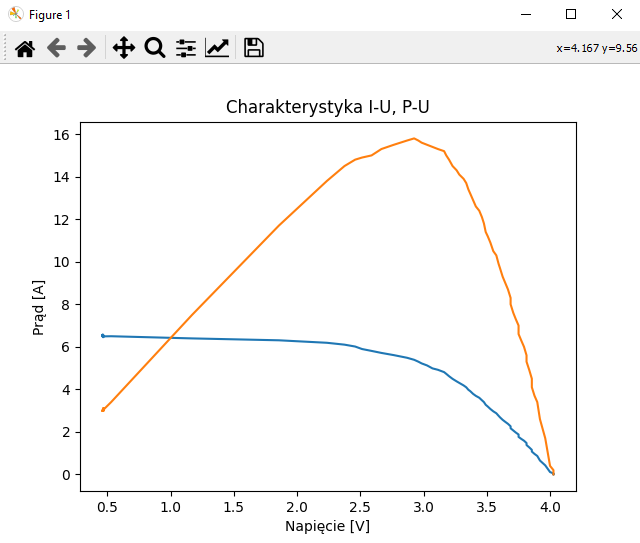 Figure 1
x=4.167 y=9.56
Charakterystyka I-U, P-U
16
14
12
10
8
6
4
2
0
Prąd [A]
0.5 1.0 1.5 2.0 2.5 3.0 3.5 4.0
Napięcie [V]